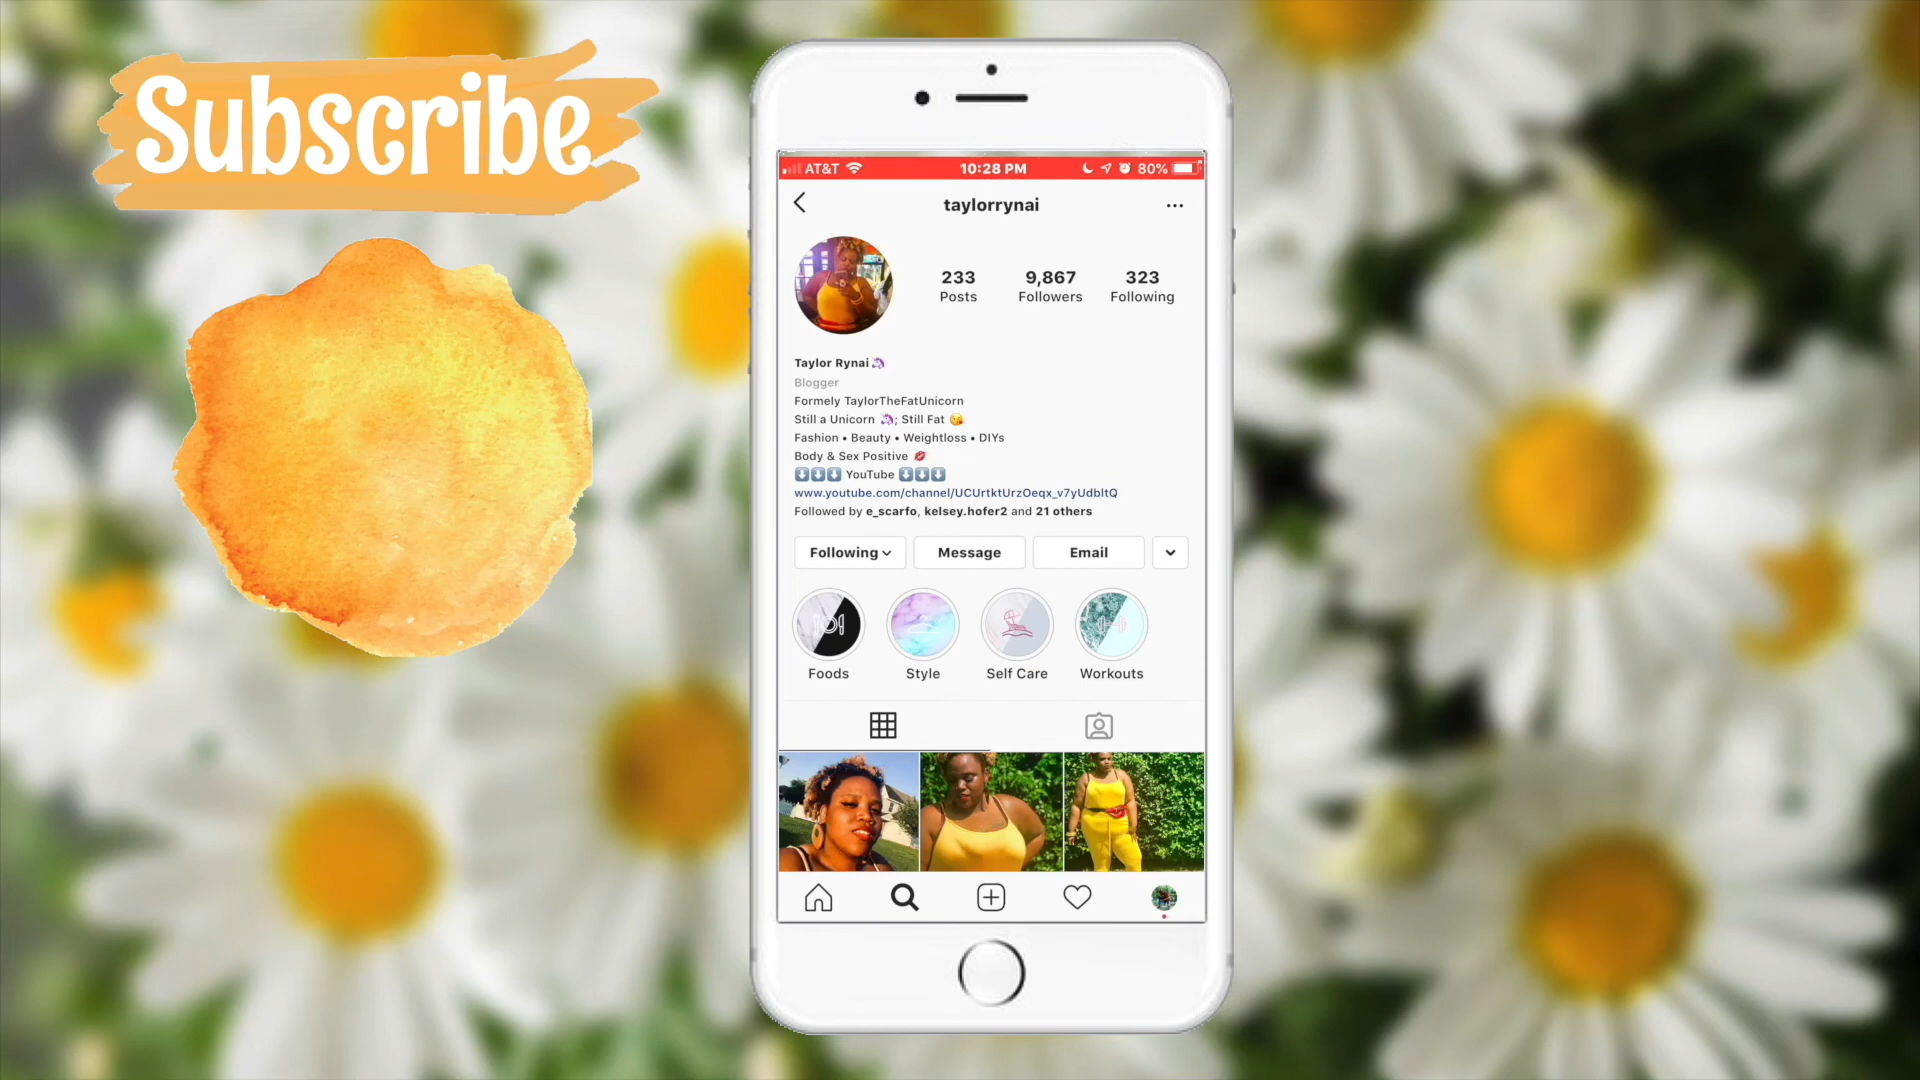 Subscribe
AT&T 10:28 PM 80%
taylorrynai
233 9,867 323
Posts Followers Following
Taylor Rynai🦄
Blogger
Formely TaylorTheFatUnicorn
Still a Unicorn 🦄; Still Fat 😘
Fashion • Beauty • Weightloss • DIYs
Body & Sex Positive 💋
⬇️⬇️⬇️ YouTube ⬇️⬇️⬇️
www.youtube.com/channel/UCUrtktUrzOeqx_v7yUdbltQ
Followed by e_scarfo, kelsey.hofer2 and 21 others
Following Message Email
Foods Style Self Care Workouts